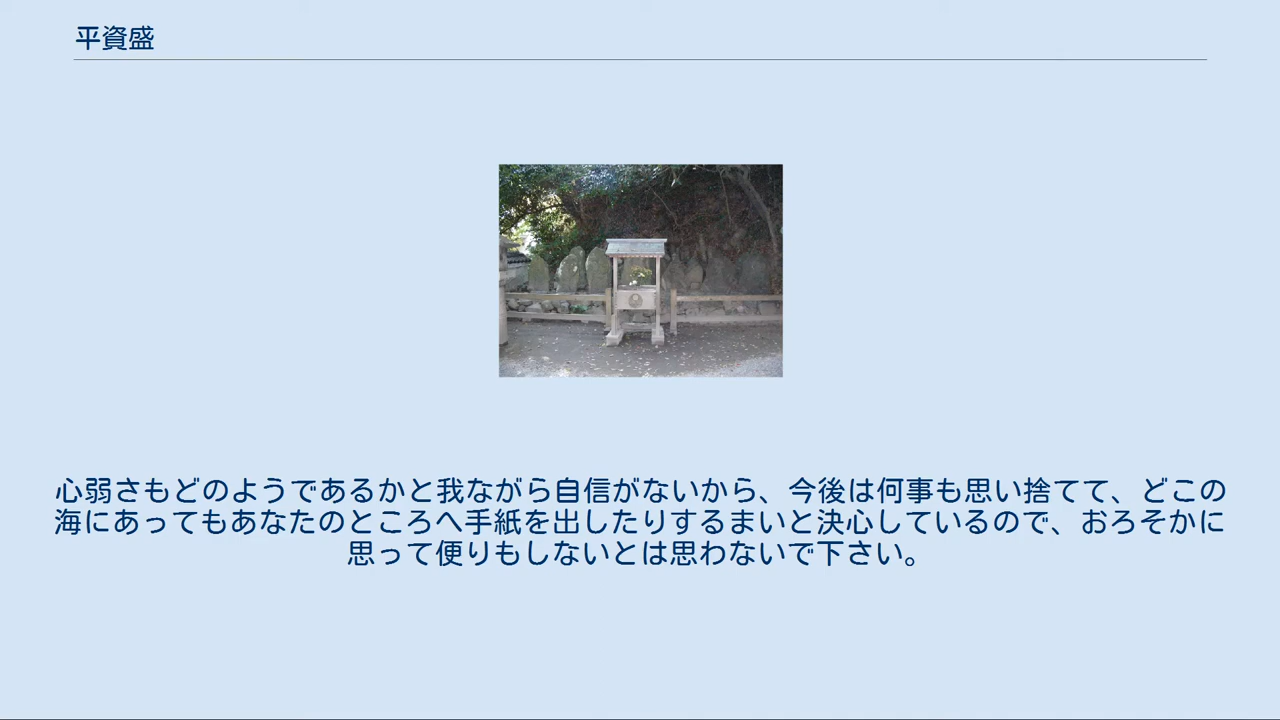 平資盛
心弱さもどのようであるかと我ながら自信がないから、今後は何事も思い捨てて、どこの
海にあってもあなたのところへ手紙を出したりするまいと決心しているので、おろそかに
思って便りもしないとは思わないで下さい。